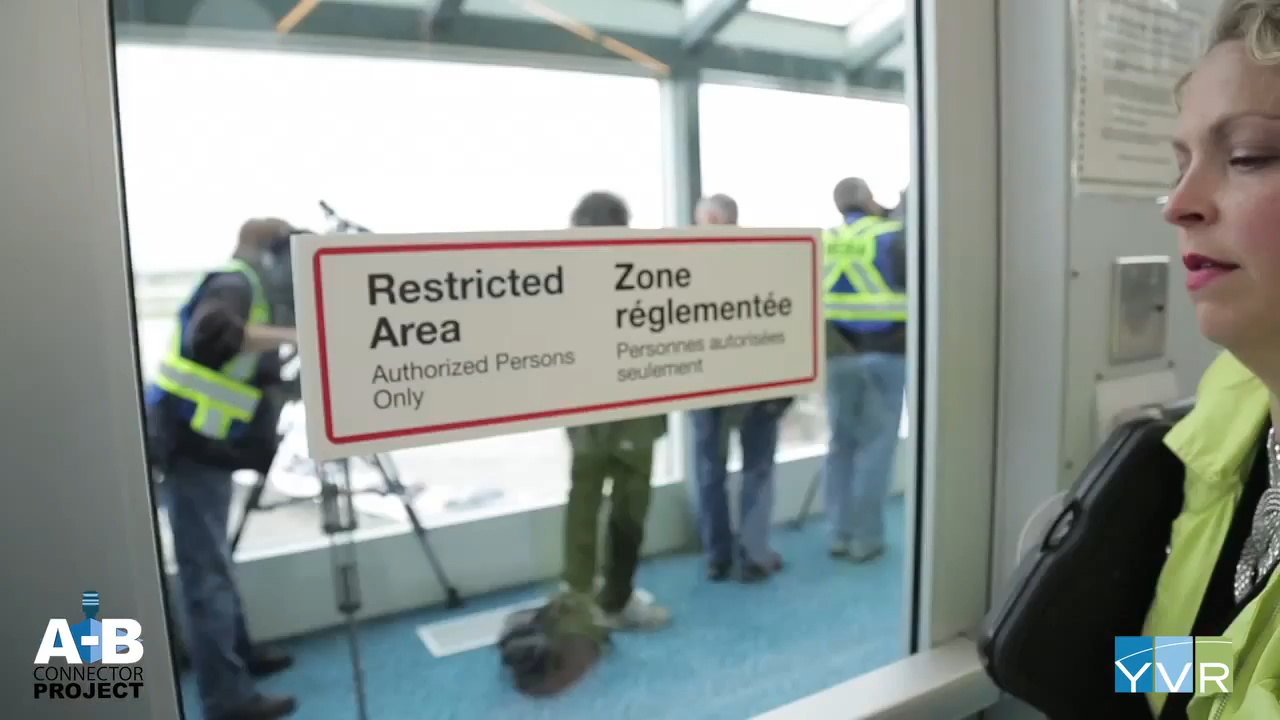 Restricted
Area
Authorized Persons
Only
Zone
réglementée
Personnes autorisées
seulement
A-B
CONNECTOR
PROJECT
YVR